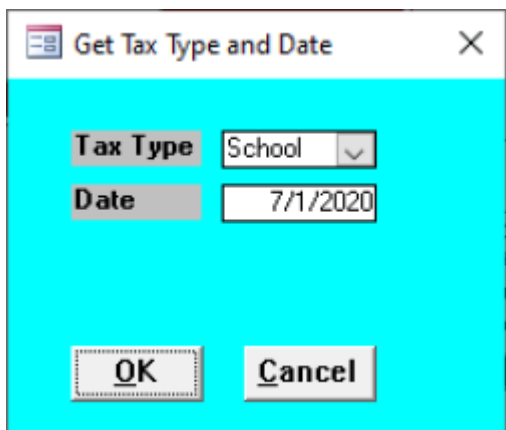 Get Tax Type and Date
Tax Type School
Date 7/1/2020
OK Cancel